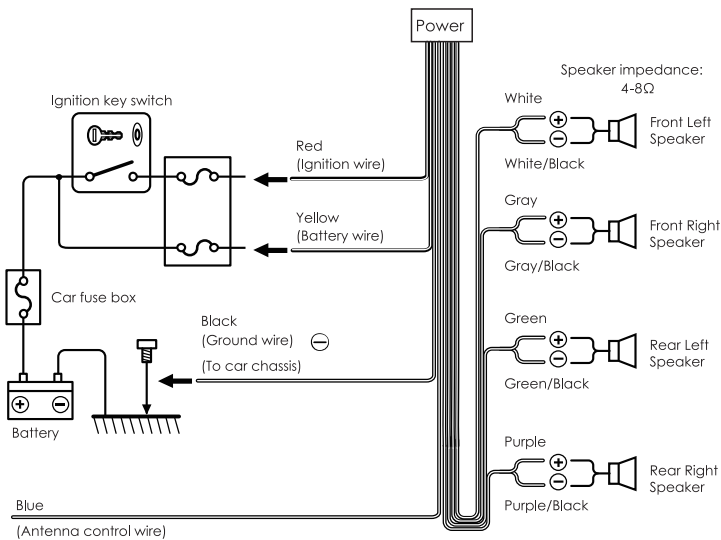 Power
Speaker impedance:
4-8Ω
Ignition key switch
White
Front Left
Speaker
White/Black
Red
(Ignition wire)
Gray
Front Right
Speaker
Gray/Black
Yellow
(Battery wire)
Car fuse box
Black
(Ground wire) ⊖
(To car chassis)
Green
Rear Left
Speaker
Green/Black
Battery
Purple
Rear Right
Speaker
Purple/Black
Blue
(Antenna control wire)